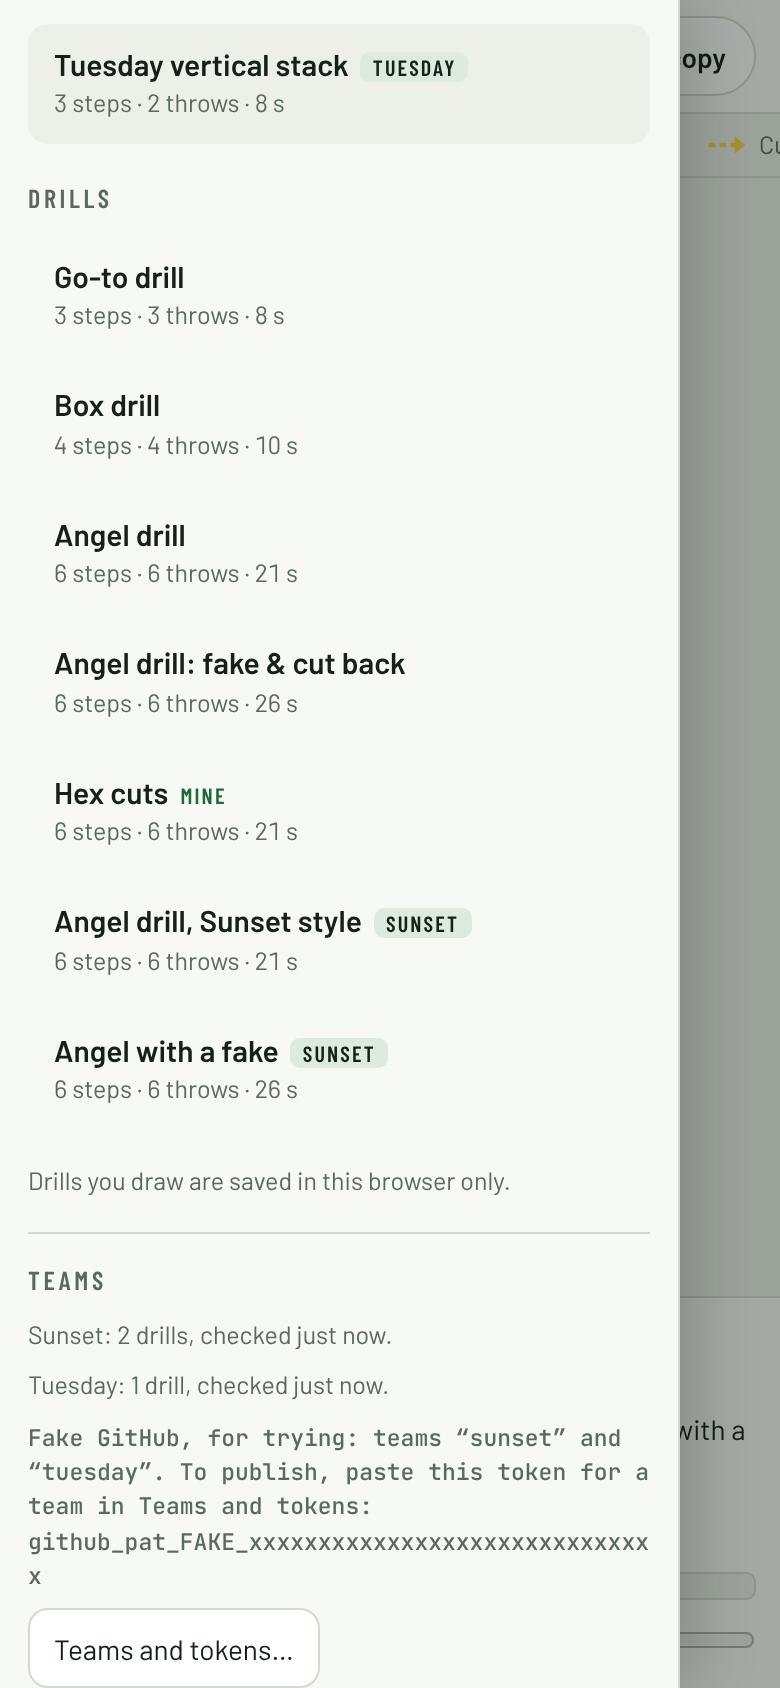 Tuesday vertical stack TUESDAY
3 steps · 2 throws · 8 s
DRILLS
Go-to drill
3 steps · 3 throws · 8 s
Box drill
4 steps · 4 throws · 10 s
Angel drill
6 steps · 6 throws · 21 s
Angel drill: fake & cut back
6 steps · 6 throws · 26 s
Hex cuts MINE
6 steps · 6 throws · 21 s
Angel drill, Sunset style SUNSET
6 steps · 6 throws · 21 s
Angel with a fake SUNSET
6 steps · 6 throws · 26 s
Drills you draw are saved in this browser only.
TEAMS
Sunset: 2 drills, checked just now.
Tuesday: 1 drill, checked just now.
Fake GitHub, for trying: teams “sunset” and
“tuesday”. To publish, paste this token for a
team in Teams and tokens:
github_pat_FAKE_xxxxxxxxxxxxxxxxxxxxxxxxxxxxx
x
Teams and tokens…
opy
Cu
with a